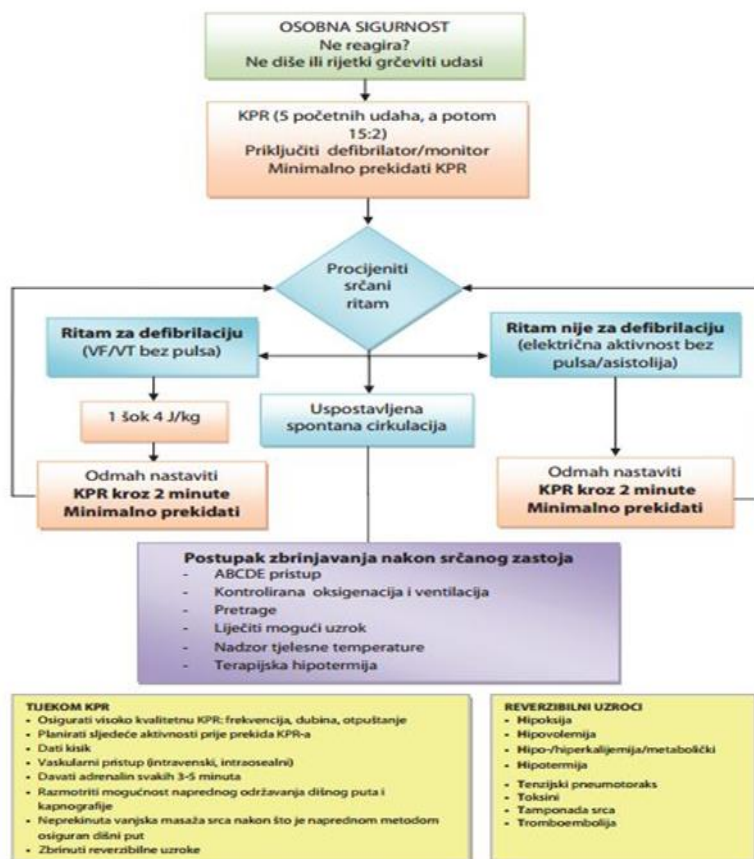 OSOBNA SIGURNOST
Ne reagira?
Ne diše ili rijetki grčeviti udasi
KPR (5 početnih udaha, a potom
15:2)
Priključiti defibrilator/monitor
Minimalno prekidati KPR
Procijeniti
srčani
ritam
Ritam za defibrilaciju
(VF/VT bez pulsa)
Ritam nije za defibrilaciju
(električna aktivnost bez
pulsa/asistolija)
1 šok 4 J/kg
Uspostavljena
spontana cirkulacija
Odmah nastaviti
KPR kroz 2 minute
Minimalno prekidati
Odmah nastaviti
KPR kroz 2 minute
Minimalno prekidati
Postupak zbrinjavanja nakon srčanog zastoja
- ABCDE pristup
- Kontrolirana oksigenacija i ventilacija
- Pretrage
- Liječiti mogući uzrok
- Nadzor tjelesne temperature
- Terapijska hipotermija
TIJEKOM KPR
• Osigurati visoko kvalitetnu KPR: frekvencija, dubina, otpuštanje
• Planirati sljedeće aktivnosti prije prekida KPR-a
• Dati kisik
• Vaskularni pristup (intravenski, intraosealni)
• Davati adrenalin svakih 3-5 minuta
• Razmotriti mogućnost naprednog održavanja dišnog puta i
kapnografije
• Neprekinuta vanjska masaža srca nakon što je naprednom metodom
osiguran dišni put
• Zbrinuti reverzibilne uzroke
REVERZIBILNI UZROCI
• Hipoksija
• Hipovolemija
• Hipo-/hiperkalijemija/metabolički
• Hipotermija
• Tenzijski pneumotoraks
• Toksini
• Tamponada srca
• Tromboembolija